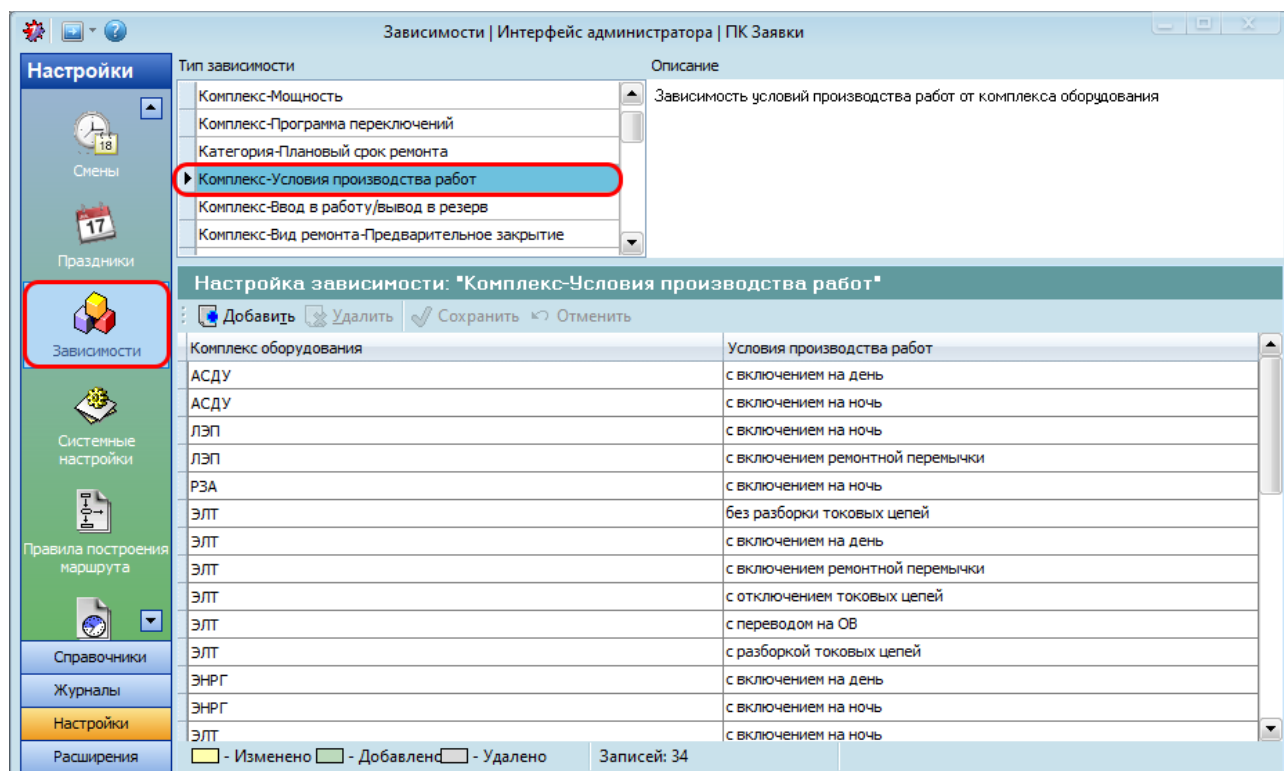 Зависимости | Интерфейс администратора | ПК Заявки
Настройки
Тип зависимости
Описание
Комплекс-Мощность
Комплекс-Программа переключений
Категория-Плановый срок ремонта
Комплекс-Условия производства работ
Комплекс-Ввод в работу/вывод в резерв
Комплекс-Вид ремонта-Предварительное закрытие
Зависимость условий производства работ от комплекса оборудования
18
Смены
17
Праздники
Зависимости
Системные
настройки
Правила построения
маршрута
Справочники
Журналы
Настройки
Расширения
Настройка зависимости: "Комплекс-Условия производства работ"
Добавить Удалить Сохранить Отменить
Комплекс оборудования Условия производства работ
АСДУ с включением на день
АСДУ с включением на ночь
ЛЭП с включением на ночь
ЛЭП с включением ремонтной перемычки
РЗА с включением на ночь
ЭЛТ без разборки токовых цепей
ЭЛТ с включением на день
ЭЛТ с включением ремонтной перемычки
ЭЛТ с отключением токовых цепей
ЭЛТ с переводом на ОВ
ЭЛТ с разборкой токовых цепей
ЭНРГ с включением на день
ЭНРГ с включением на ночь
ЭЛТ с включением на ночь
- Изменено - Добавлено - Удалено Записей: 34